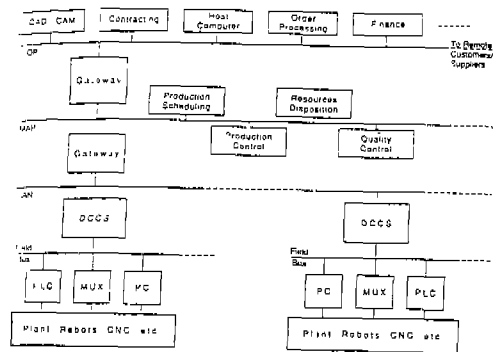 CAD CAM
Contracting
Host
Computer
Order
Processing
Finance
To Remote
Customers/
Suppliers
OP
Gateway
Production
Scheduling
Resources
Disposition
MAP
Gateway
Production
Control
Quality
Control
LAN
DCCS
DCCS
Field
Bus
Field
Bus
PLC
MUX
PC
PC
MUX
PLC
Plant Robots CNC etc
Plant Robots CNC etc